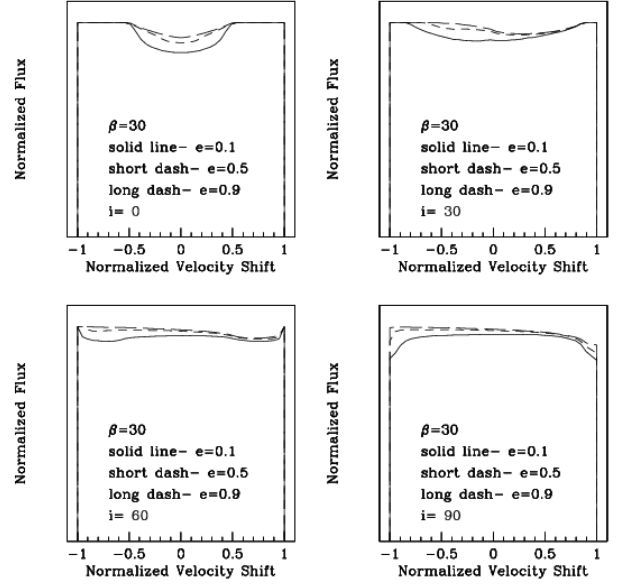 Normalized Flux
β=30
solid line- e=0.1
short dash- e=0.5
long dash- e=0.9
i= 0
-1 -0.5 0 0.5 1
Normalized Velocity Shift
Normalized Flux
β=30
solid line- e=0.1
short dash- e=0.5
long dash- e=0.9
i= 30
-1 -0.5 0 0.5 1
Normalized Velocity Shift
Normalized Flux
β=30
solid line- e=0.1
short dash- e=0.5
long dash- e=0.9
i= 60
-1 -0.5 0 0.5 1
Normalized Velocity Shift
Normalized Flux
β=30
solid line- e=0.1
short dash- e=0.5
long dash- e=0.9
i= 90
-1 -0.5 0 0.5 1
Normalized Velocity Shift